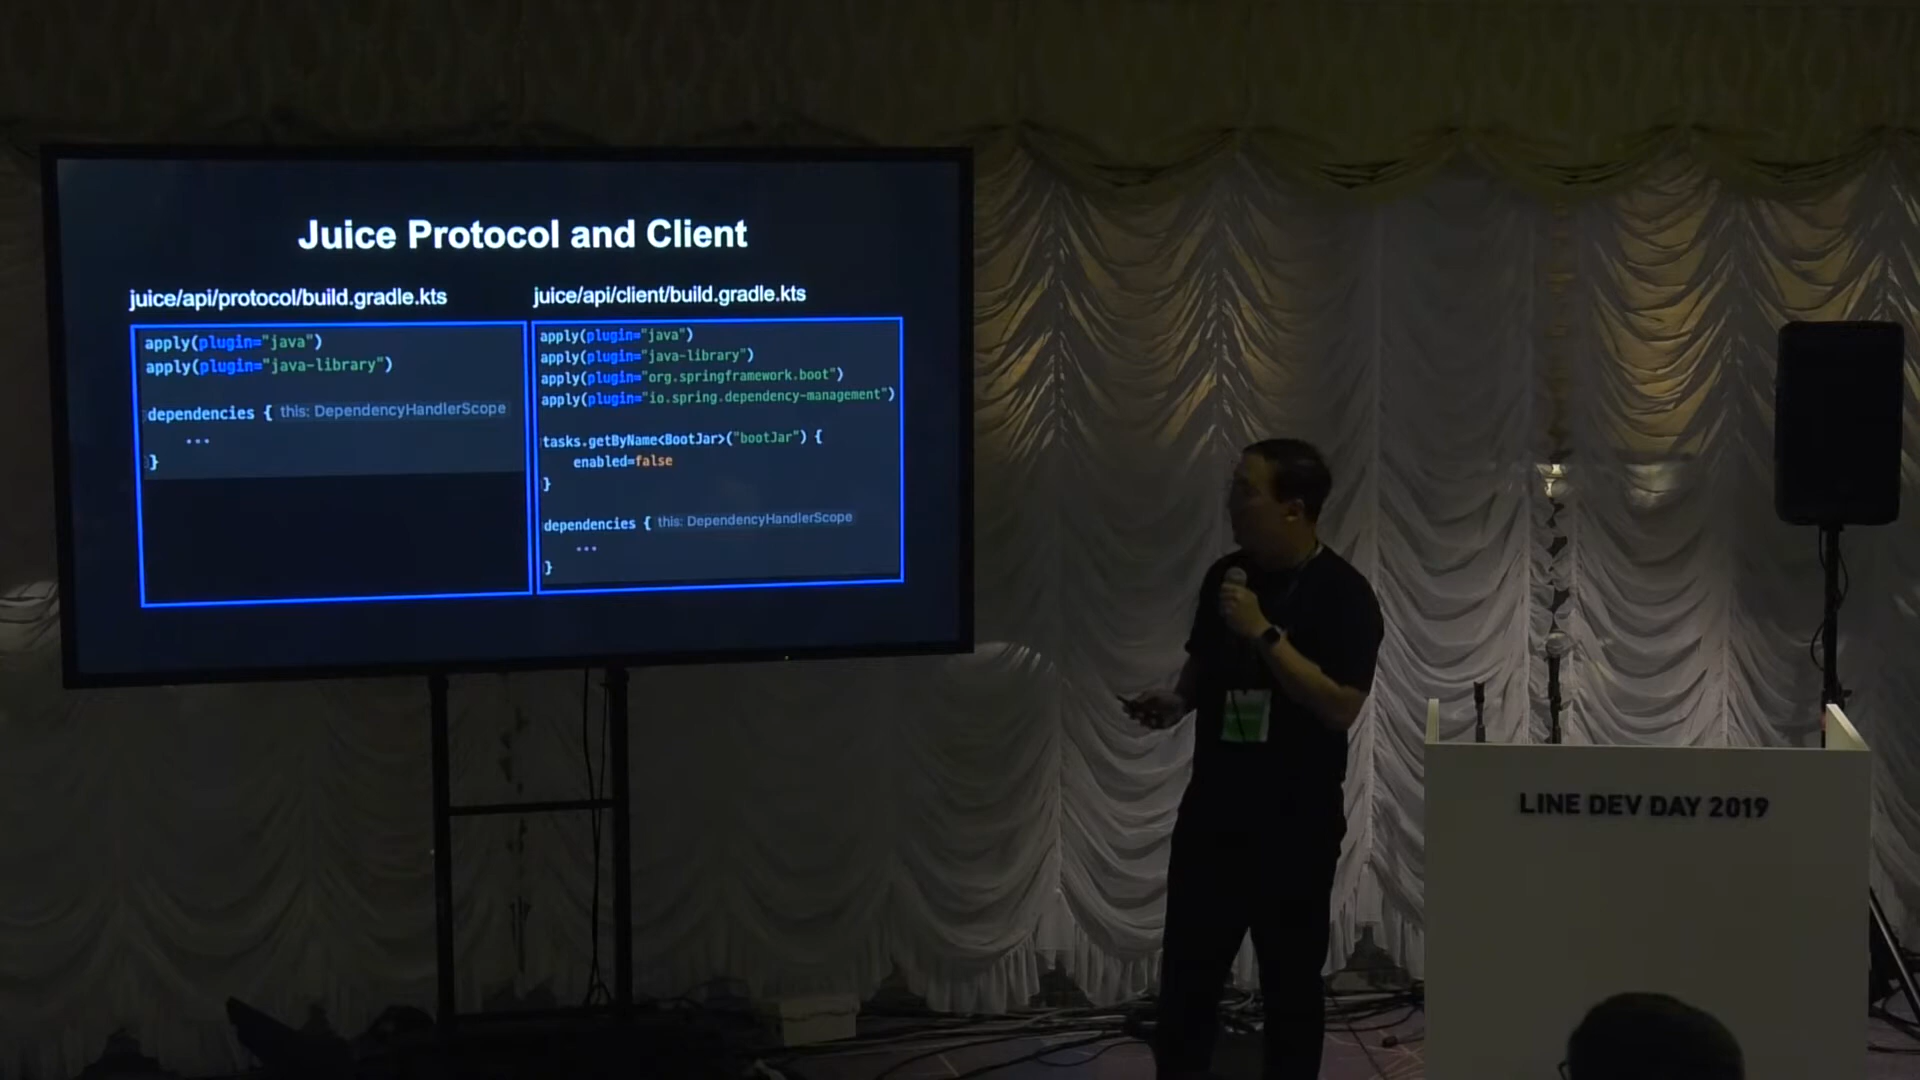 Juice Protocol and Client
juice/api/protocol/build.gradle.kts
apply(plugin="java")
apply(plugin="java-library")
dependencies { this: DependencyHandlerScope
...
}
juice/api/client/build.gradle.kts
apply(plugin="java")
apply(plugin="java-library")
apply(plugin="org.springframework.boot")
apply(plugin="io.spring.dependency-management")
tasks.getByName<BootJar>("bootJar") {
enabled=false
}
dependencies { this: DependencyHandlerScope
...
}
LINE DEV DAY 2019